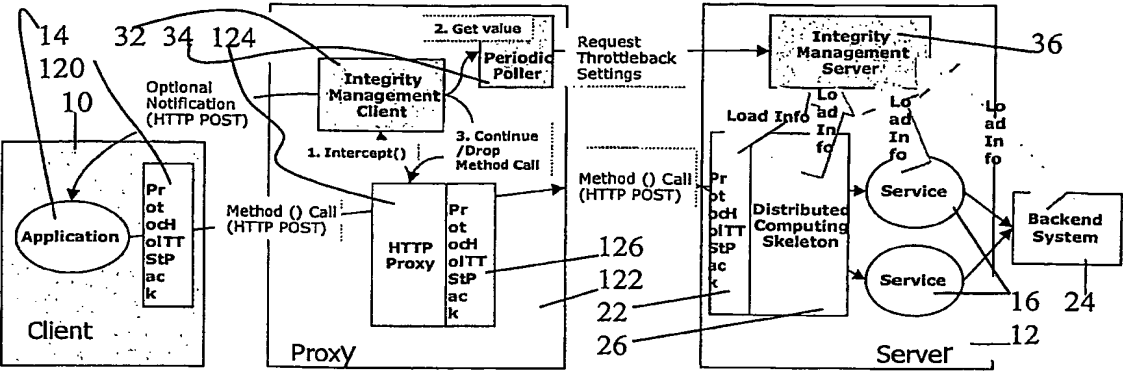 14
32
34
124
120
10
Optional
Notification
(HTTP POST)
2. Get value
Periodic
Poller
Integrity
Management
Client
1. Intercept()
3. Continue
/Drop
Method Call
Request
Throttleback
Settings
Integrity
Management
Server
36
Load Info
Lo
ad
In
fo
Lo
ad
In
fo
Lo
ad
In
fo
Application
Pr
ot
ocH
olTT
StP
ac
k
Client
Method () Call
(HTTP POST)
HTTP
Proxy
Pr
ot
ocH
olTT
StP
ac
k
Proxy
Method () Call
(HTTP POST)
126
122
22
26
Pr
ot
ocH
olTT
StP
ac
k
Distributed
Computing
Skeleton
Service
Service
Backend
System
16
24
12
Server